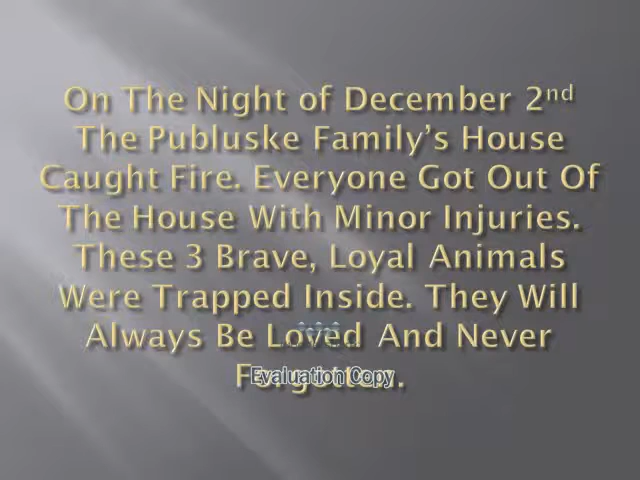 On The Night of December 2nd
The Publuske Family's House
Caught Fire. Everyone Got Out Of
The House With Minor Injuries.
These 3 Brave, Loyal Animals
Were Trapped Inside. They Will
Always Be Loved And Never
Forgotten.
Evaluation Copy